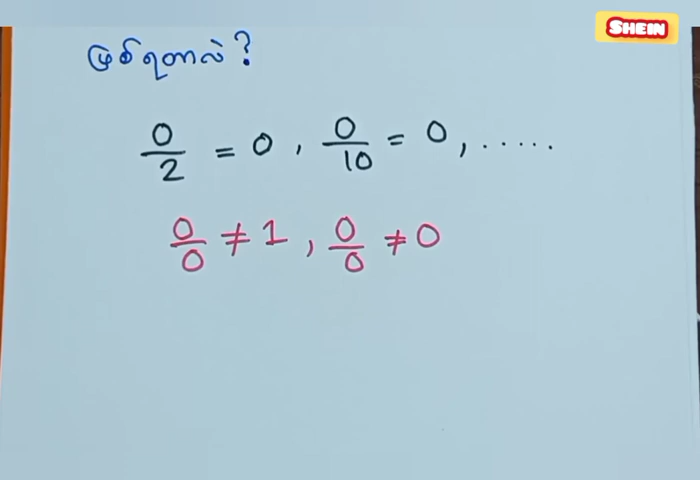 SHEIN
ဖြစ်ရတာလဲ?
0/2 = 0, 0/10 = 0, .....
0/0 ≠ 1, 0/0 ≠ 0